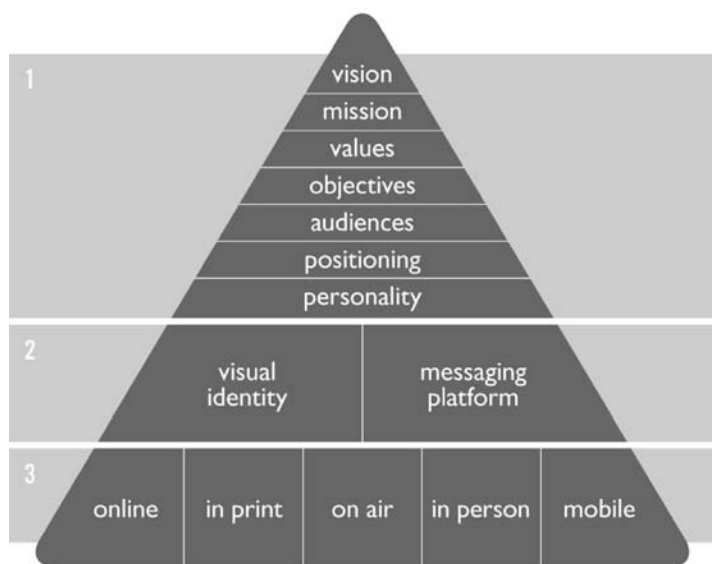 1
vision
mission
values
objectives
audiences
positioning
personality
2
visual
identity
messaging
platform
3
online
in print
on air
in person
mobile